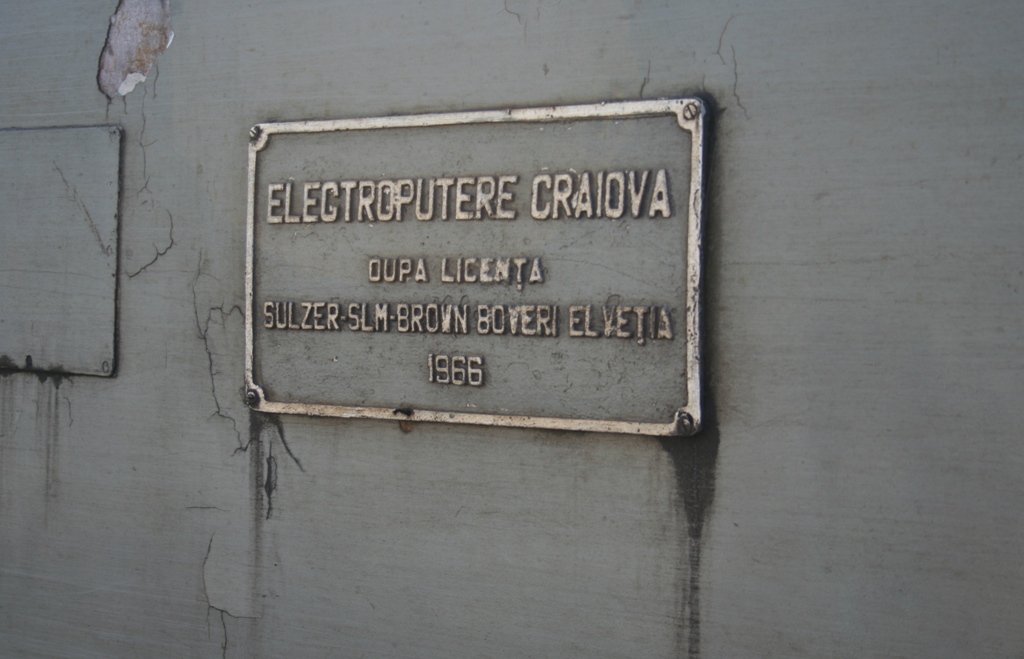 ELECTROPUTERE CRAIOVA
DUPA LICENȚA
SULZER-SLM-BROWN BOVERI ELVEȚIA
1966